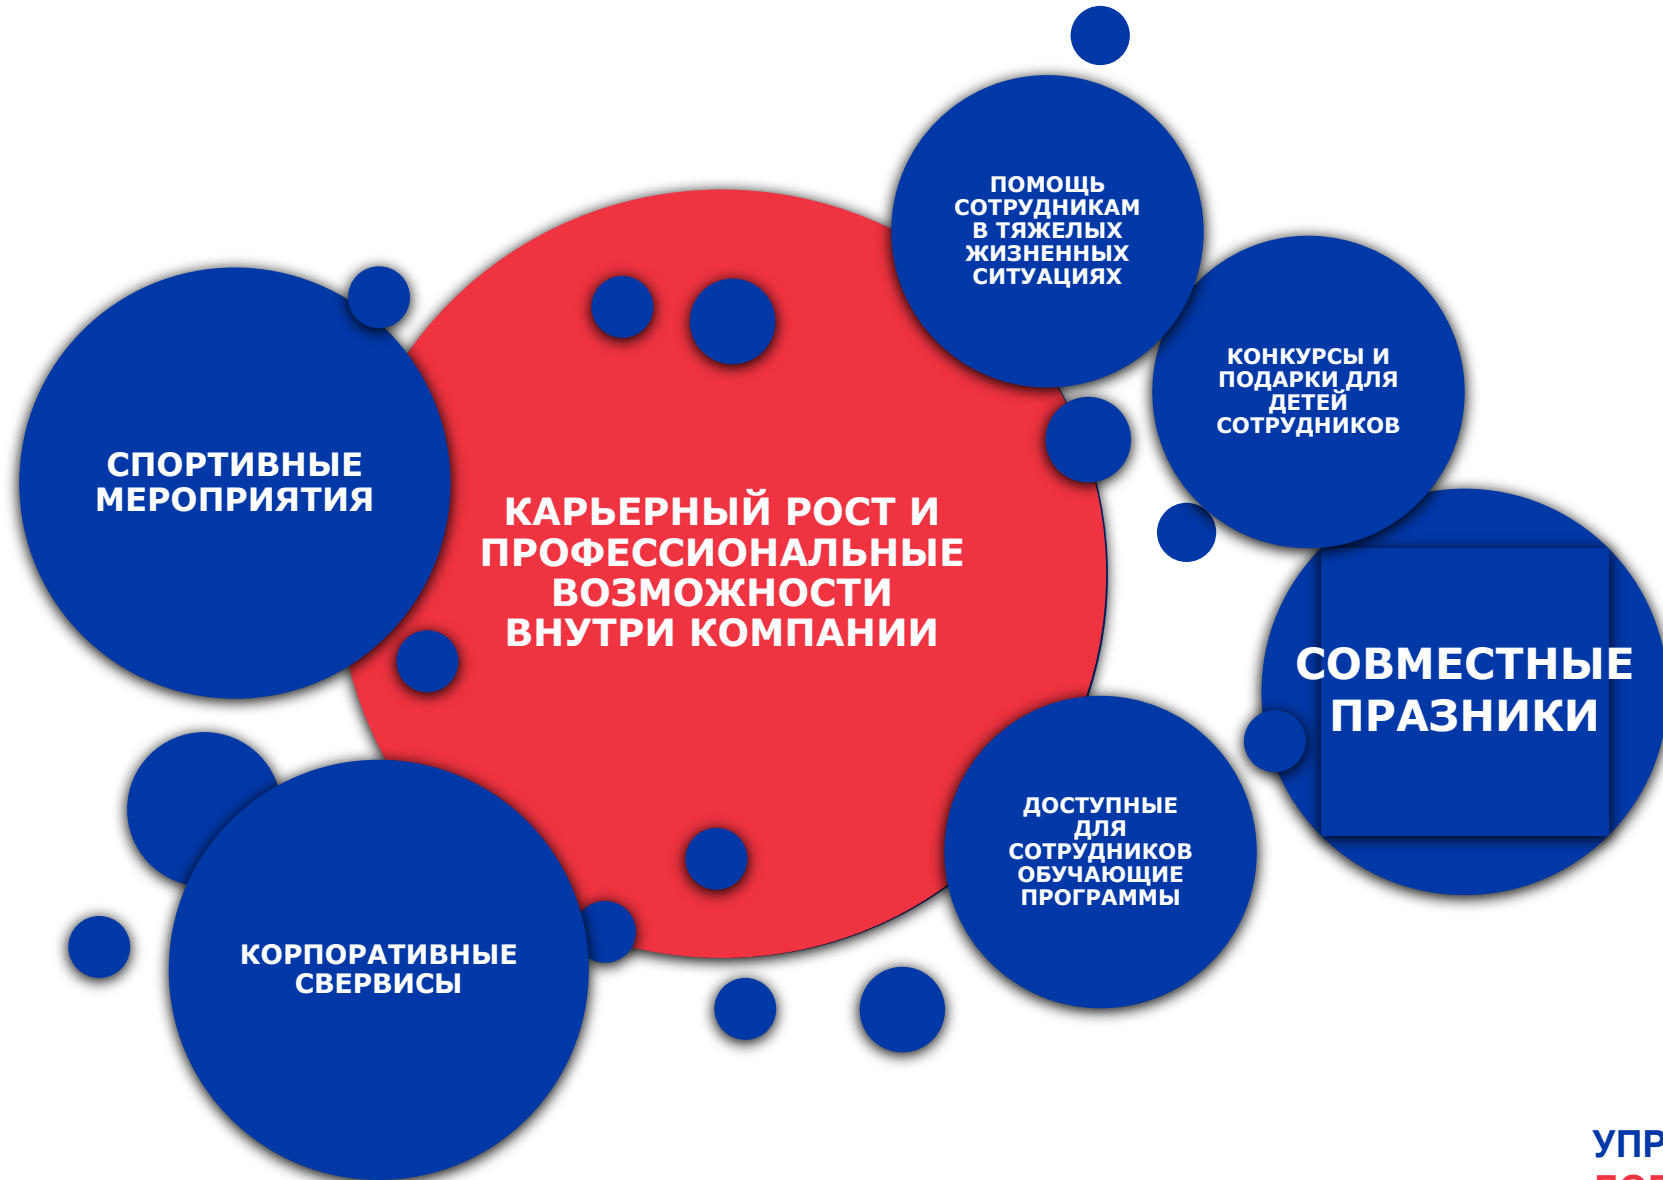 ПОМОЩЬ
СОТРУДНИКАМ
В ТЯЖЕЛЫХ
ЖИЗНЕННЫХ
СИТУАЦИЯХ
КОНКУРСЫ И
ПОДАРКИ ДЛЯ
ДЕТЕЙ
СОТРУДНИКОВ
СПОРТИВНЫЕ
МЕРОПРИЯТИЯ
КАРЬЕРНЫЙ РОСТ И
ПРОФЕССИОНАЛЬНЫЕ
ВОЗМОЖНОСТИ
ВНУТРИ КОМПАНИИ
СОВМЕСТНЫЕ
ПРАЗНИКИ
ДОСТУПНЫЕ
ДЛЯ
СОТРУДНИКОВ
ОБУЧАЮЩИЕ
ПРОГРАММЫ
КОРПОРАТИВНЫЕ
СВЕРВИСЫ
УПР